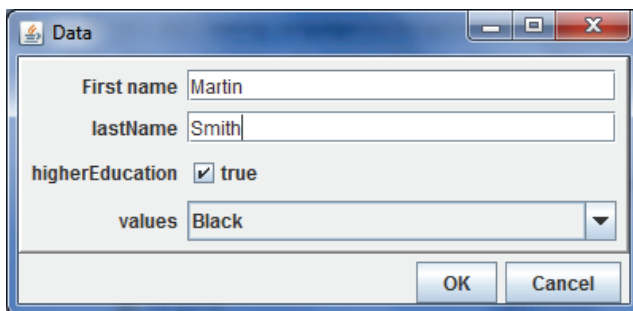 Data
First name Martin
lastName Smith
higherEducation true
values Black
OK Cancel